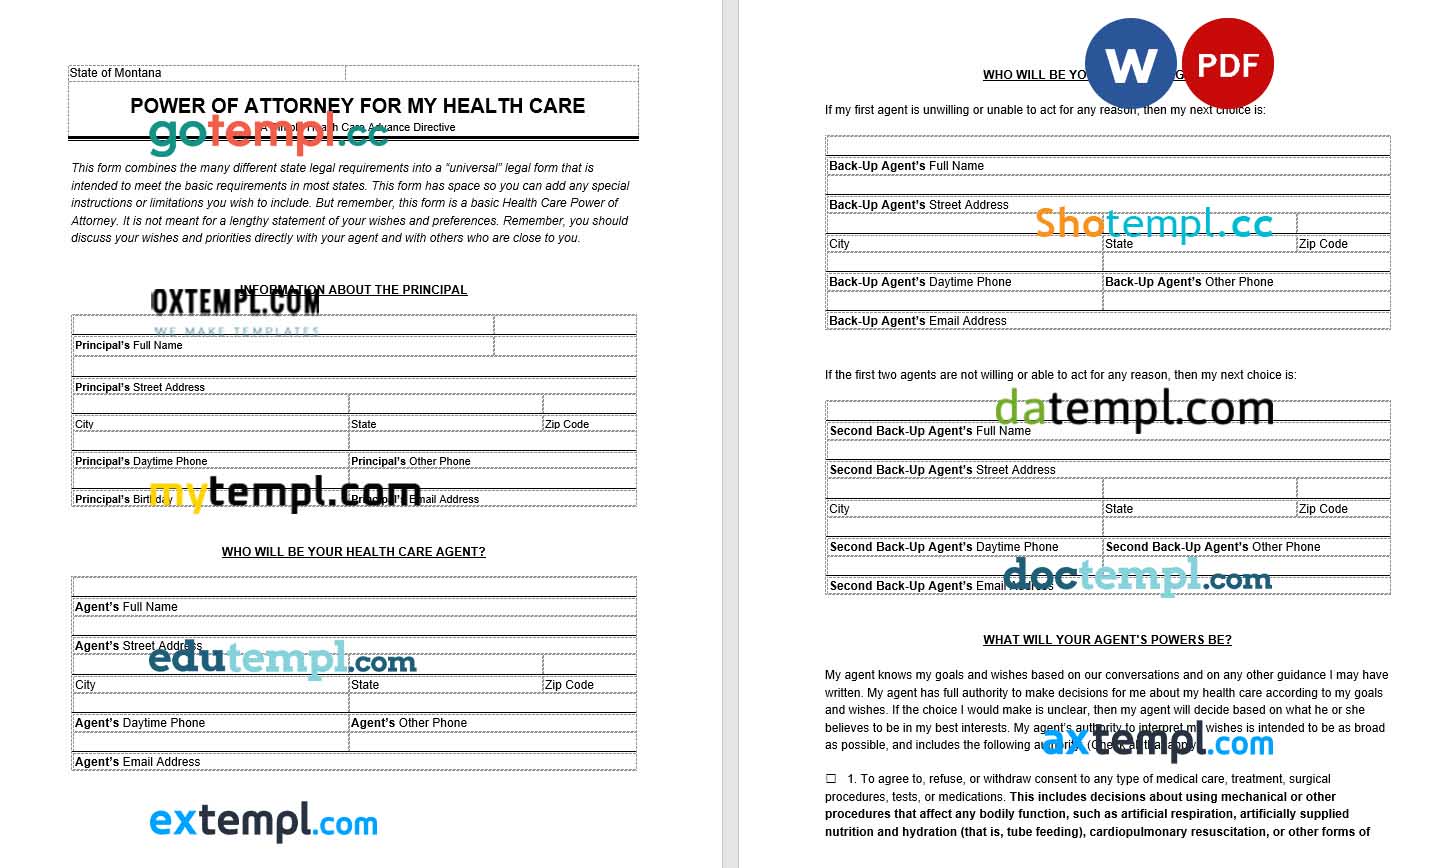 State of Montana
POWER OF ATTORNEY FOR MY HEALTH CARE
gotempl.cc
Health Care Advance Directive
This form combines the many different state legal requirements into a “universal” legal form that is
intended to meet the basic requirements in most states. This form has space so you can add any special
instructions or limitations you wish to include. But remember, this form is a basic Health Care Power of
Attorney. It is not meant for a lengthy statement of your wishes and preferences. Remember, you should
discuss your wishes and priorities directly with your agent and with others who are close to you.
INFORMATION ABOUT THE PRINCIPAL
OXTEMPL.COM
WE MAKE TEMPLATES
Principal’s Full Name
Principal’s Street Address
City State Zip Code
Principal’s Daytime Phone Principal’s Other Phone
mytempl.com
Principal’s Birthday Principal’s Email Address
WHO WILL BE YOUR HEALTH CARE AGENT?
Agent’s Full Name
Agent’s Street Address
edutempl.com
City State Zip Code
Agent’s Daytime Phone Agent’s Other Phone
Agent’s Email Address
extempl.com
W PDF
WHO WILL BE
If my first agent is unwilling or unable to act for any reason, then my next choice is:
Back-Up Agent’s Full Name
Back-Up Agent’s Street Address
Shotempl.cc
City State Zip Code
Back-Up Agent’s Daytime Phone Back-Up Agent’s Other Phone
Back-Up Agent’s Email Address
If the first two agents are not willing or able to act for any reason, then my next choice is:
datempl.com
Second Back-Up Agent’s Full Name
Second Back-Up Agent’s Street Address
City State Zip Code
Second Back-Up Agent’s Daytime Phone Second Back-Up Agent’s Other Phone
doctempl.com
Second Back-Up Agent’s Email Address
WHAT WILL YOUR AGENT'S POWERS BE?
My agent knows my goals and wishes based on our conversations and on any other guidance I may have
written. My agent has full authority to make decisions for me about my health care according to my goals
and wishes. If the choice I would make is unclear, then my agent will decide based on what he or she
believes to be in my best interests. My agent’s authority to interpret my wishes is intended to be as broad
as possible, and includes the following authority (Check all that apply
axtempl.com
☐ 1. To agree to, refuse, or withdraw consent to any type of medical care, treatment, surgical
procedures, tests, or medications. This includes decisions about using mechanical or other
procedures that affect any bodily function, such as artificial respiration, artificially supplied
nutrition and hydration (that is, tube feeding), cardiopulmonary resuscitation, or other forms of